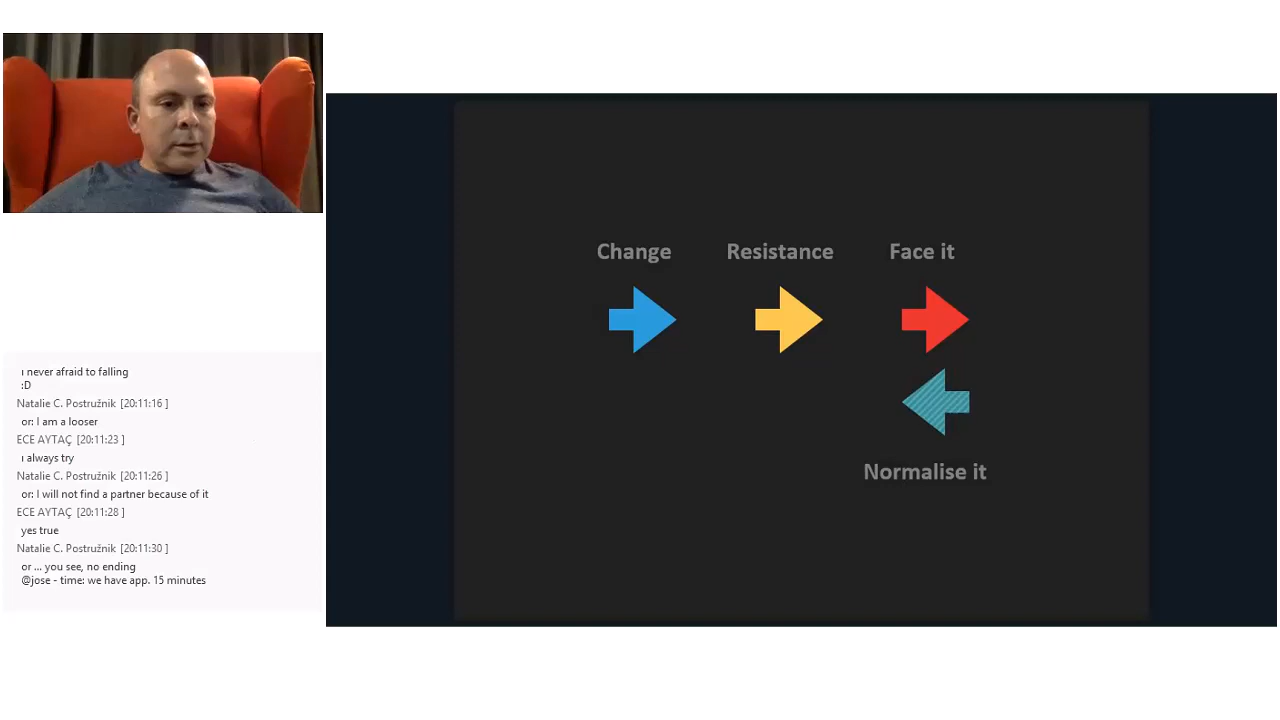 Change
Resistance
Face it
Normalise it
ı never afraid to falling
:D
Natalie C. Postružnik [20:11:16 ]
or: I am a looser
ECE AYTAÇ [20:11:23 ]
ı always try
Natalie C. Postružnik [20:11:26 ]
or: I will not find a partner because of it
ECE AYTAÇ [20:11:28 ]
yes true
Natalie C. Postružnik [20:11:30 ]
or ... you see, no ending
@jose - time: we have app. 15 minutes